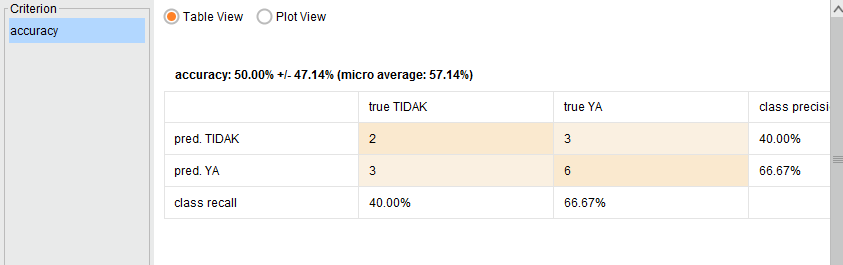 Criterion
accuracy
Table View Plot View
accuracy: 50.00% +/- 47.14% (micro average: 57.14%)
true TIDAK true YA class precisi
pred. TIDAK 2 3 40.00%
pred. YA 3 6 66.67%
class recall 40.00% 66.67%